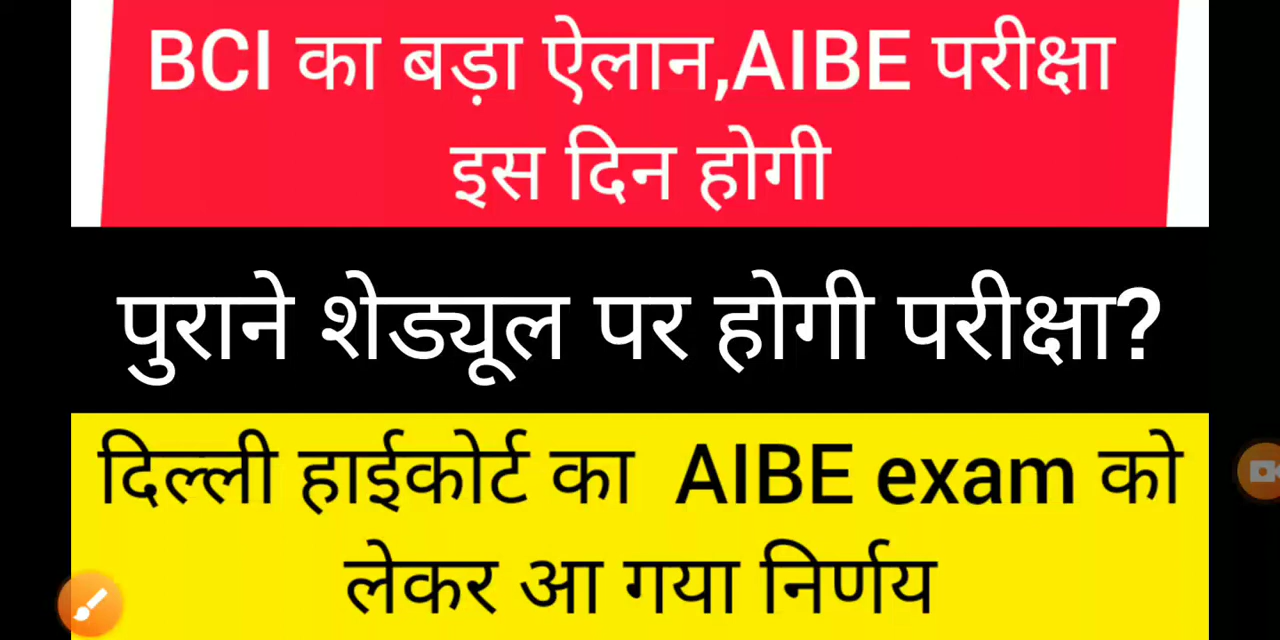 BCI का बड़ा ऐलान,AIBE परीक्षा
इस दिन होगी
पुराने शेड्यूल पर होगी परीक्षा?
दिल्ली हाईकोर्ट का AIBE exam को
लेकर आ गया निर्णय